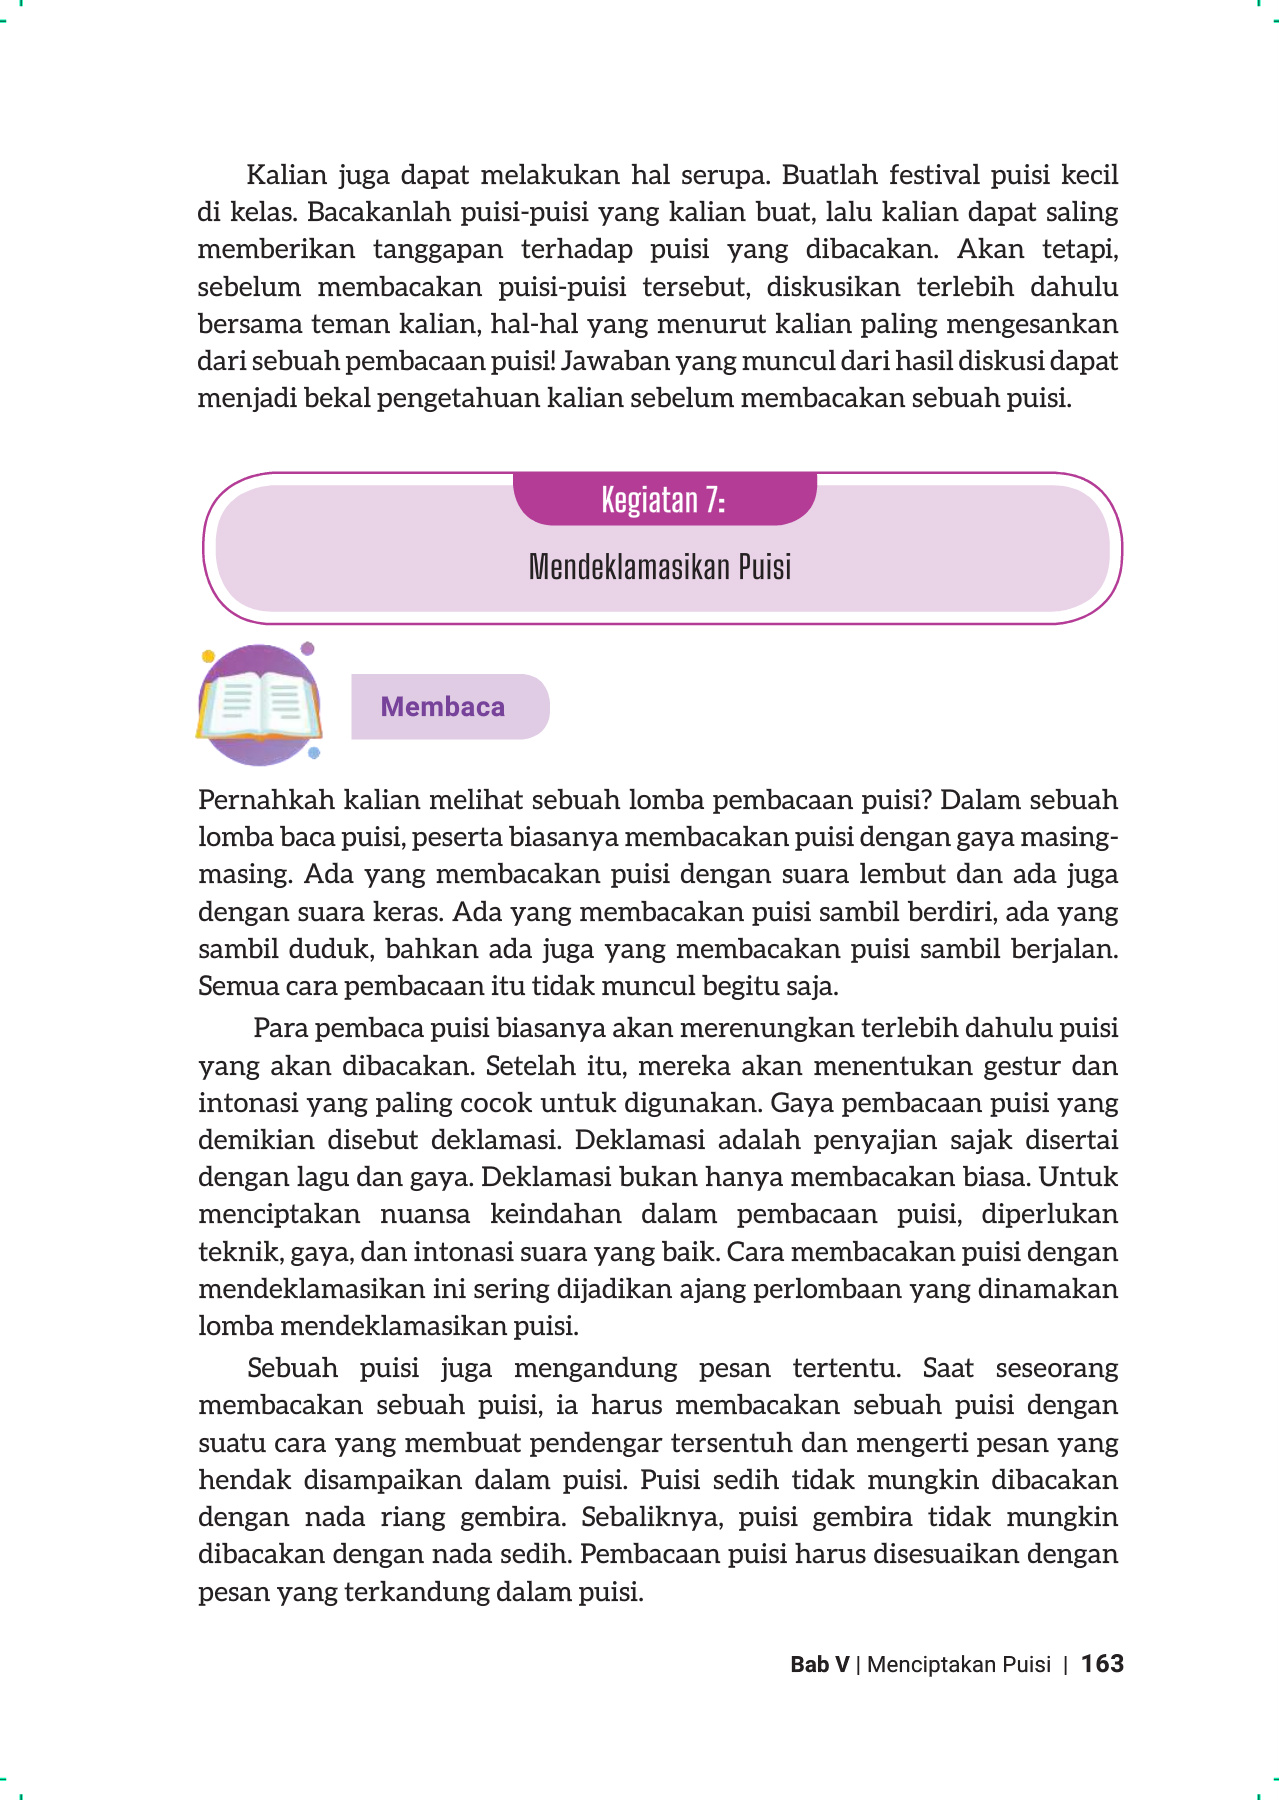 Kalian juga dapat melakukan hal serupa. Buatlah festival puisi kecil
di kelas. Bacakanlah puisi-puisi yang kalian buat, lalu kalian dapat saling
memberikan tanggapan terhadap puisi yang dibacakan. Akan tetapi,
sebelum membacakan puisi-puisi tersebut, diskusikan terlebih dahulu
bersama teman kalian, hal-hal yang menurut kalian paling mengesankan
dari sebuah pembacaan puisi! Jawaban yang muncul dari hasil diskusi dapat
menjadi bekal pengetahuan kalian sebelum membacakan sebuah puisi.
Kegiatan 7:
Mendeklamasikan Puisi
Membaca
Pernahkah kalian melihat sebuah lomba pembacaan puisi? Dalam sebuah
lomba baca puisi, peserta biasanya membacakan puisi dengan gaya masing-
masing. Ada yang membacakan puisi dengan suara lembut dan ada juga
dengan suara keras. Ada yang membacakan puisi sambil berdiri, ada yang
sambil duduk, bahkan ada juga yang membacakan puisi sambil berjalan.
Semua cara pembacaan itu tidak muncul begitu saja.
Para pembaca puisi biasanya akan merenungkan terlebih dahulu puisi
yang akan dibacakan. Setelah itu, mereka akan menentukan gestur dan
intonasi yang paling cocok untuk digunakan. Gaya pembacaan puisi yang
demikian disebut deklamasi. Deklamasi adalah penyajian sajak disertai
dengan lagu dan gaya. Deklamasi bukan hanya membacakan biasa. Untuk
menciptakan nuansa keindahan dalam pembacaan puisi, diperlukan
teknik, gaya, dan intonasi suara yang baik. Cara membacakan puisi dengan
mendeklamasikan ini sering dijadikan ajang perlombaan yang dinamakan
lomba mendeklamasikan puisi.
Sebuah puisi juga mengandung pesan tertentu. Saat seseorang
membacakan sebuah puisi, ia harus membacakan sebuah puisi dengan
suatu cara yang membuat pendengar tersentuh dan mengerti pesan yang
hendak disampaikan dalam puisi. Puisi sedih tidak mungkin dibacakan
dengan nada riang gembira. Sebaliknya, puisi gembira tidak mungkin
dibacakan dengan nada sedih. Pembacaan puisi harus disesuaikan dengan
pesan yang terkandung dalam puisi.
Bab V | Menciptakan Puisi | 163